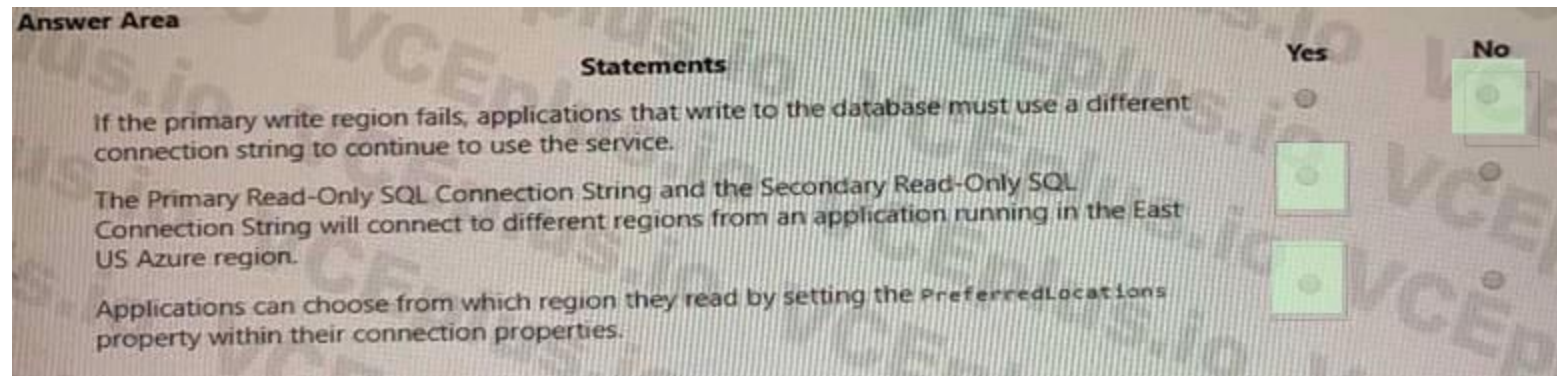 Answer Area
Statements
Yes
No
If the primary write region fails, applications that write to the database must use a different
connection string to continue to use the service.
The Primary Read-Only SQL Connection String and the Secondary Read-Only SQL
Connection String will connect to different regions from an application running in the East
US Azure region.
Applications can choose from which region they read by setting the PreferredLocations
property within their connection properties.
VCEplus.io